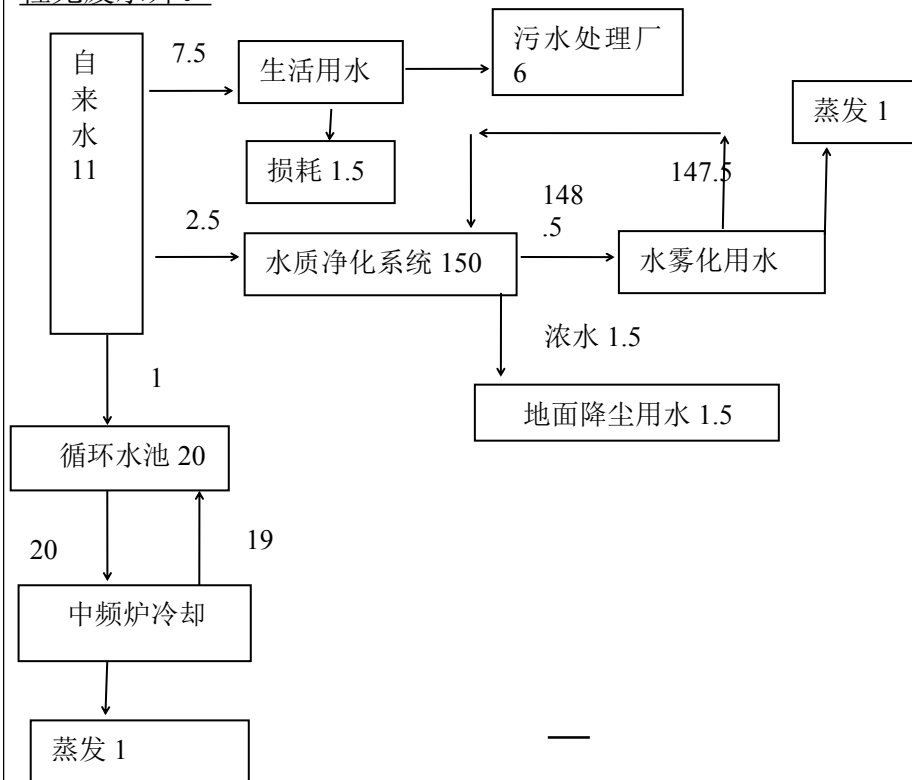 自
来
水
11
7.5
生活用水
污水处理厂
6
蒸发 1
损耗 1.5
147.5
148
.5
2.5
水质净化系统 150
水雾化用水
浓水 1.5
地面降尘用水 1.5
1
循环水池 20
20
19
中频炉冷却
蒸发 1